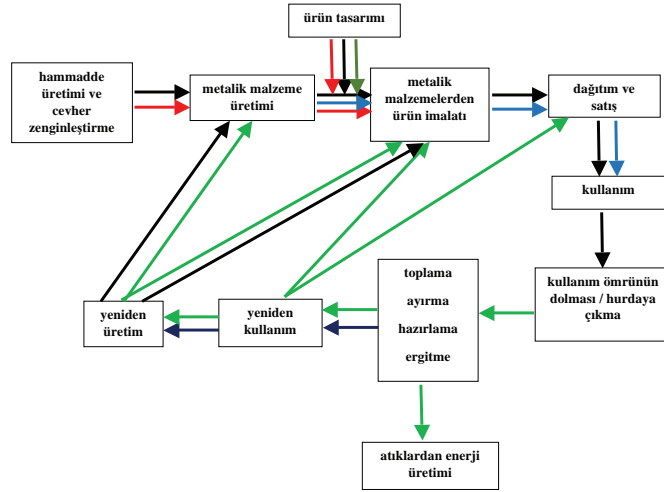 ürün tasarımı
hammadde
üretimi ve
cevher
zenginleştirme
metalik malzeme
üretimi
metalik
malzemelerden
ürün imalatı
dağıtım ve
satış
kullanım
kullanım ömrünün
dolması / hurdaya
çıkma
toplama
ayırma
hazırlama
ergitme
yeniden
kullanım
yeniden
üretim
atıklardan enerji
üretimi